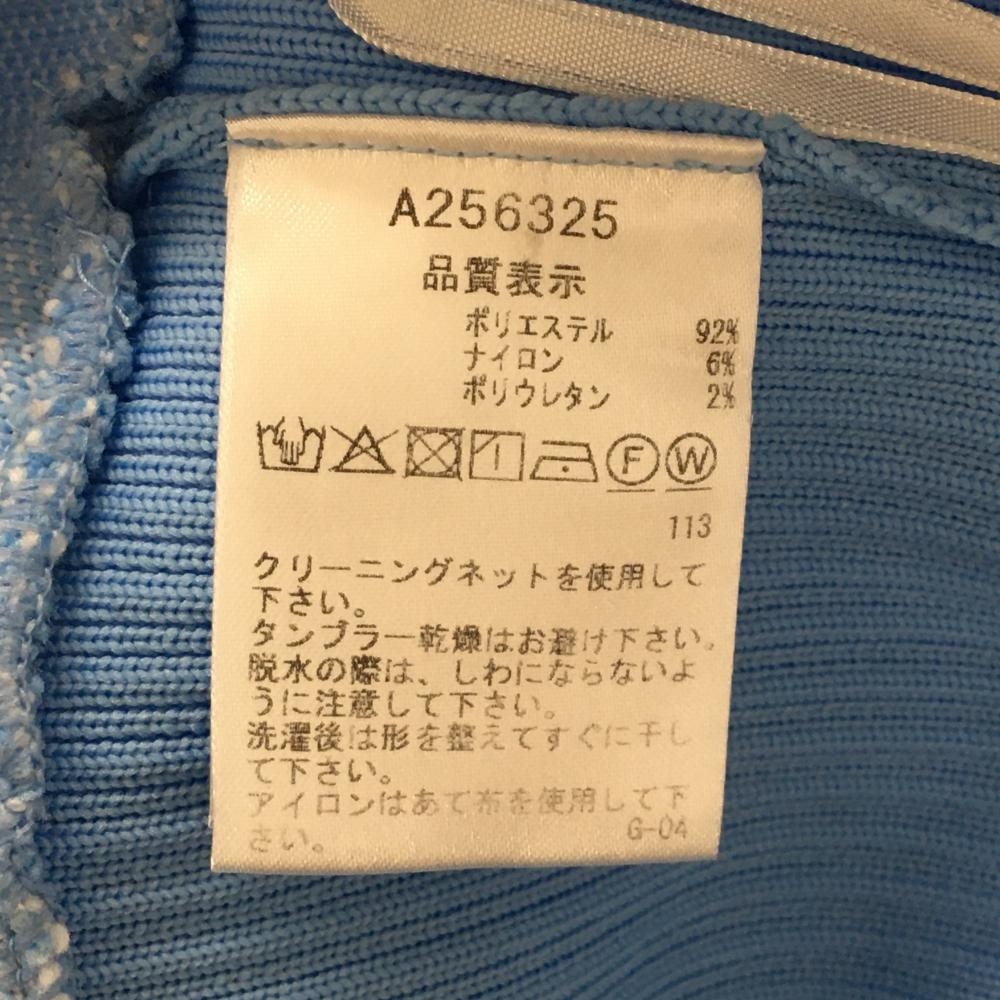 A256325
品質表示
ポリエステル 92%
ナイロン 6%
ポリウレタン 2%
F W
113
クリーニングネットを使用して
下さい。
タンブラー乾燥はお避け下さい。
脱水の際は、しわにならないよ
うに注意して下さい。
洗濯後は形を整えてすぐに干し
て下さい。
アイロンはあて布を使用して下
さい。 G-04